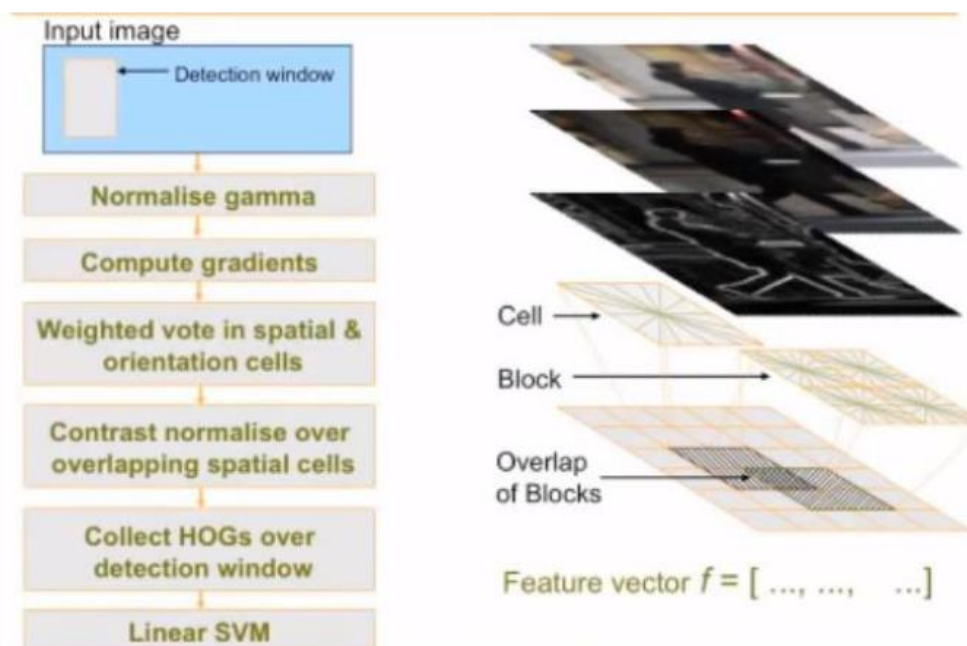 Input image
Detection window
Normalise gamma
Compute gradients
Weighted vote in spatial &
orientation cells
Contrast normalise over
overlapping spatial cells
Collect HOGs over
detection window
Linear SVM
Cell
Block
Overlap
of Blocks
Feature vector f = [ ..., ..., ...]